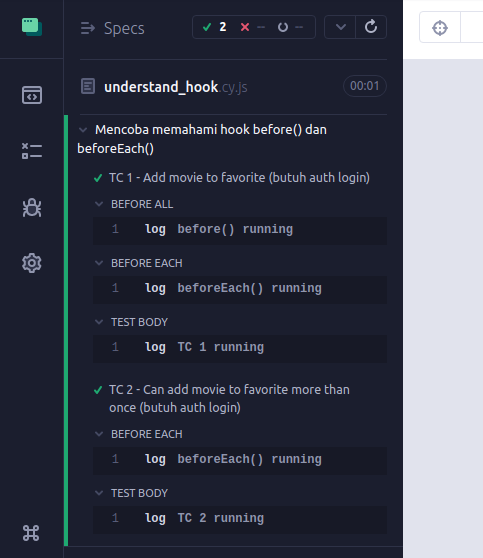 Specs
2
--
--
understand_hook.cy.js
00:01
Mencoba memahami hook before() dan
beforeEach()
TC 1 - Add movie to favorite (butuh auth login)
BEFORE ALL
1 log before() running
BEFORE EACH
1 log beforeEach() running
TEST BODY
1 log TC 1 running
TC 2 - Can add movie to favorite more than
once (butuh auth login)
BEFORE EACH
1 log beforeEach() running
TEST BODY
1 log TC 2 running